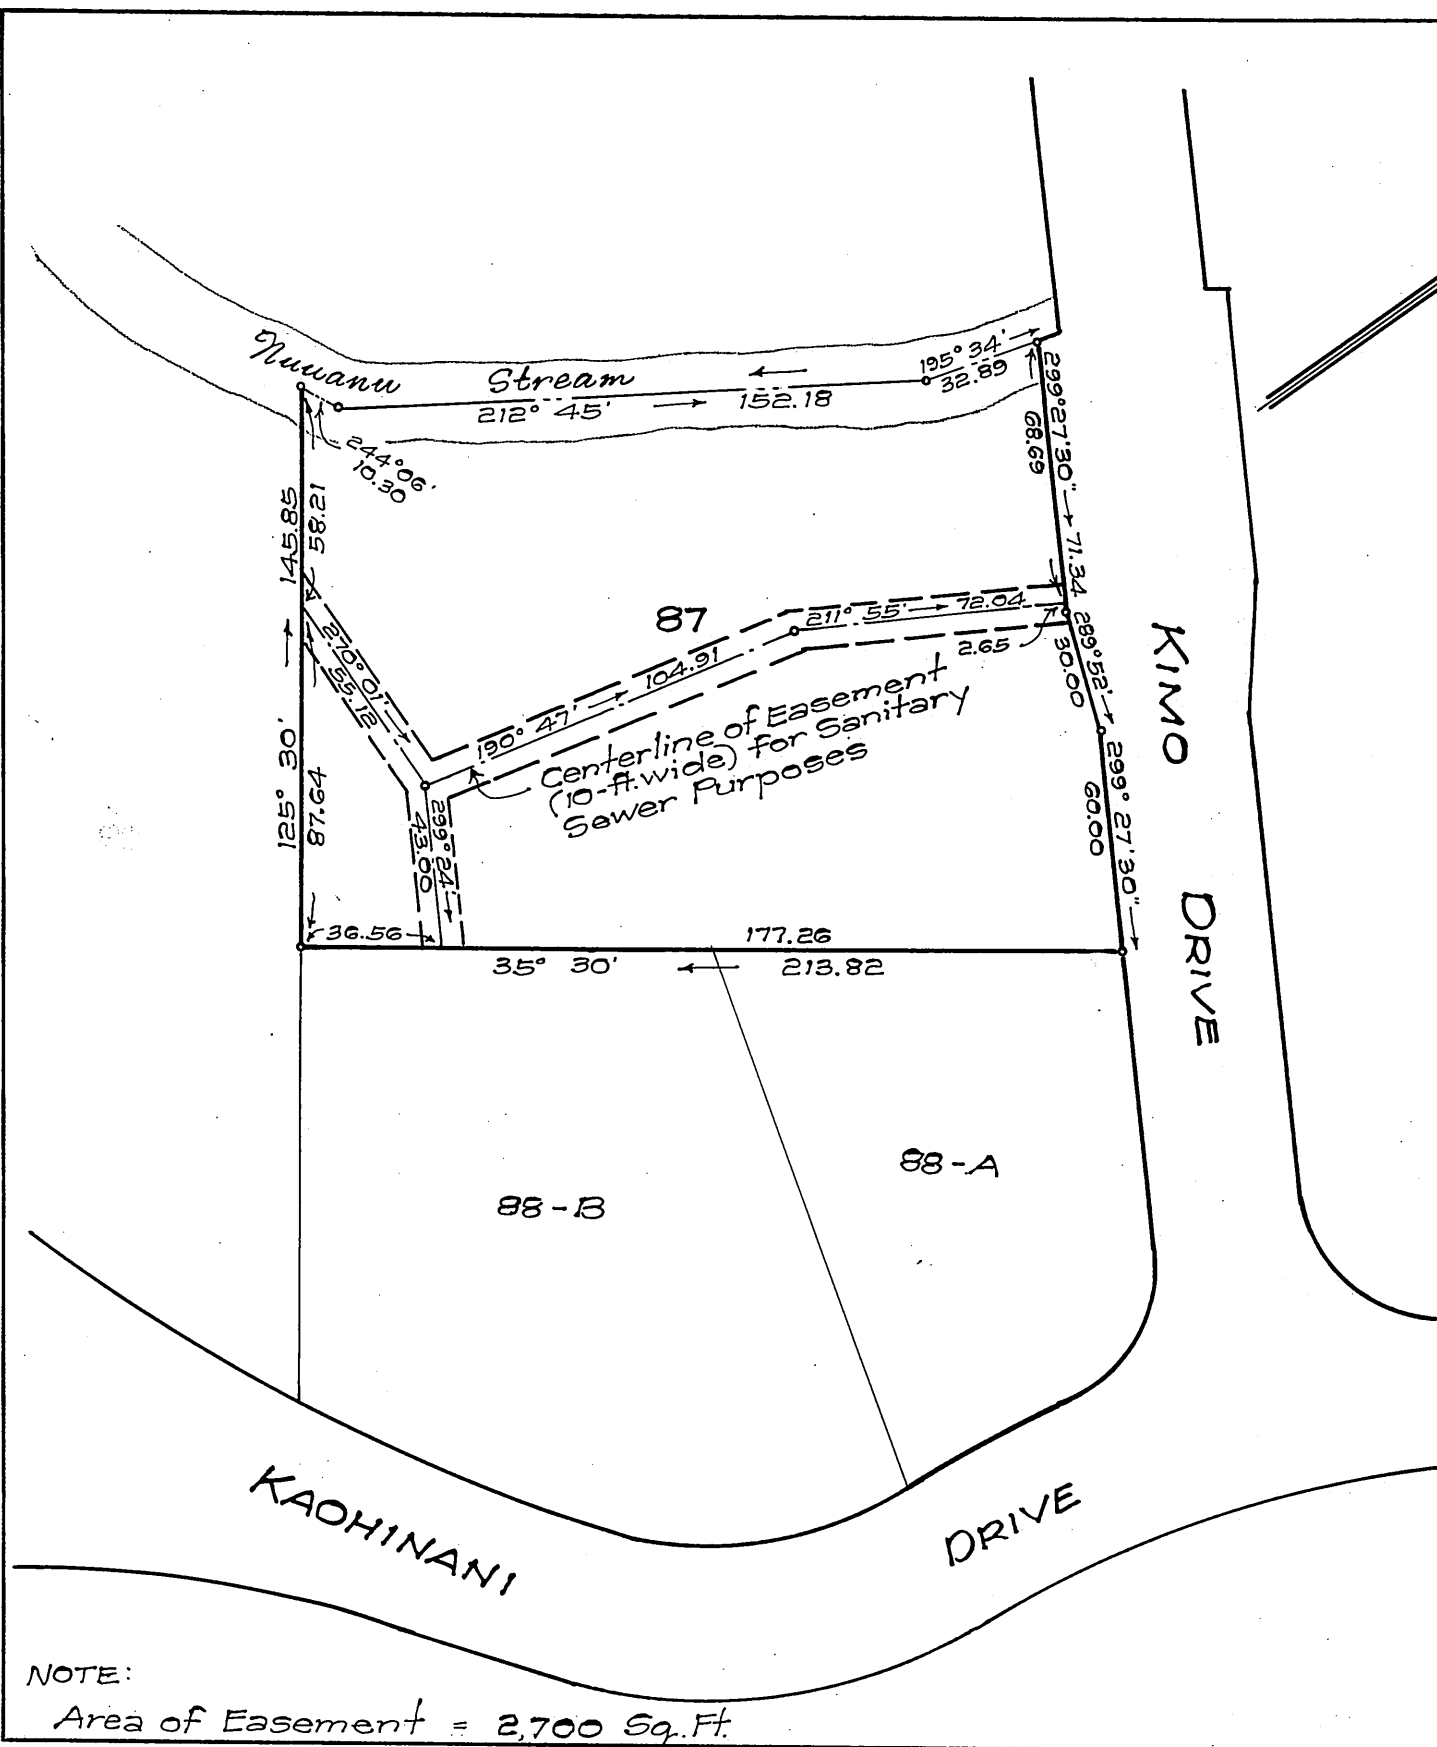 Nuuanu Stream
195° 34'
32.89
212° 45' 152.18
244° 06'
10.30
299° 27' 30" 71.34
68.69
145.85
58.21
87
211° 55' 72.04
2.65
289° 52'
30.00
270° 01'
55.12
190° 47' 104.91
Centerline of Easement
(10-ft. wide) for Sanitary
Sewer Purposes
KIMO DRIVE
299° 27' 30"
60.00
125° 30'
87.64
299° 24'
43.00
36.56
177.26
35° 30' 213.82
88-A
88-B
KAOHINANI DRIVE
NOTE:
Area of Easement = 2,700 Sq. Ft.